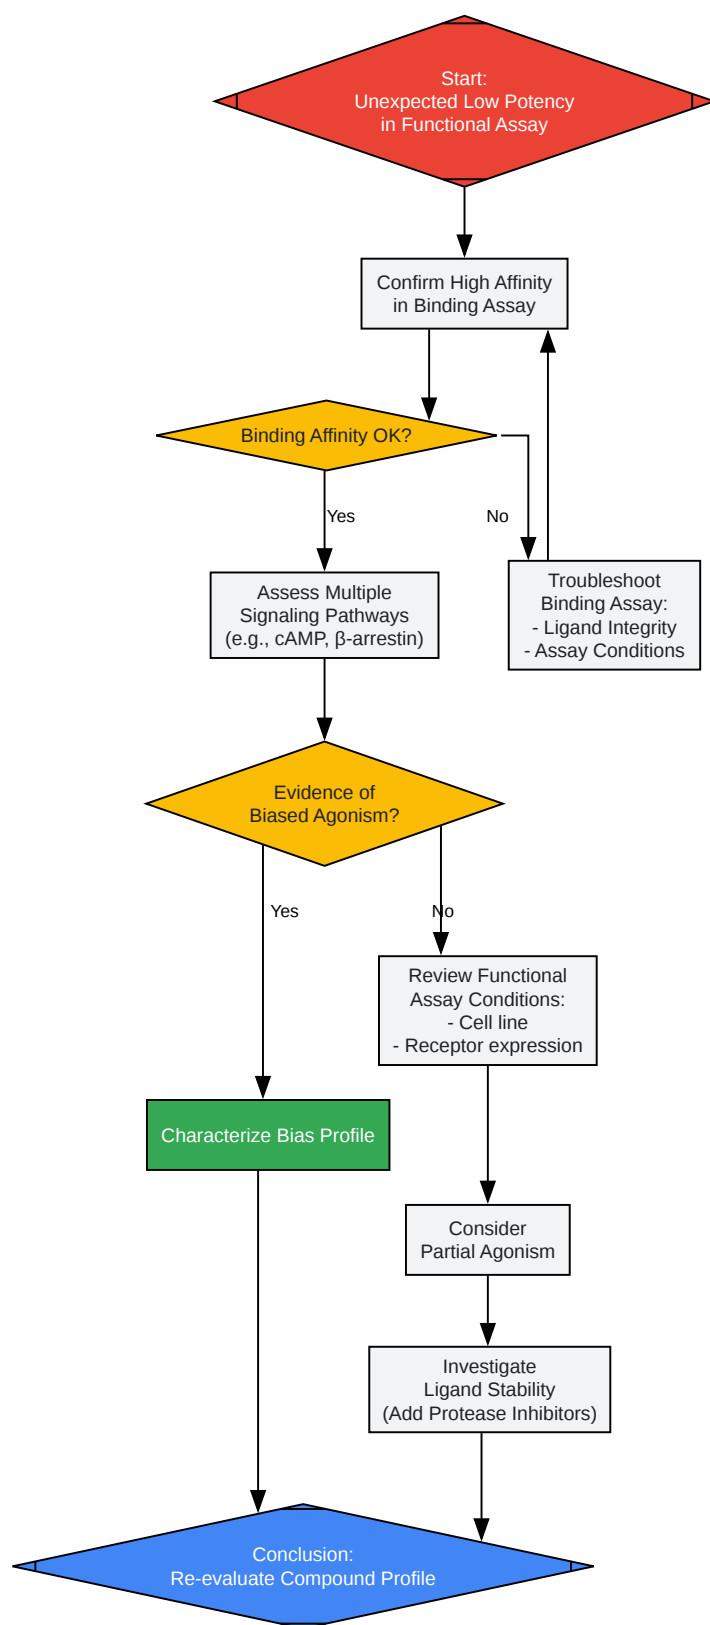 Start:
Unexpected Low Potency
in Functional Assay
Confirm High Affinity
in Binding Assay
Binding Affinity OK?
Yes
No
Assess Multiple
Signaling Pathways
(e.g., cAMP, β-arrestin)
Troubleshoot
Binding Assay:
- Ligand Integrity
- Assay Conditions
Evidence of
Biased Agonism?
Yes
No
Review Functional
Assay Conditions:
- Cell line
- Receptor expression
Characterize Bias Profile
Consider
Partial Agonism
Investigate
Ligand Stability
(Add Protease Inhibitors)
Conclusion:
Re-evaluate Compound Profile